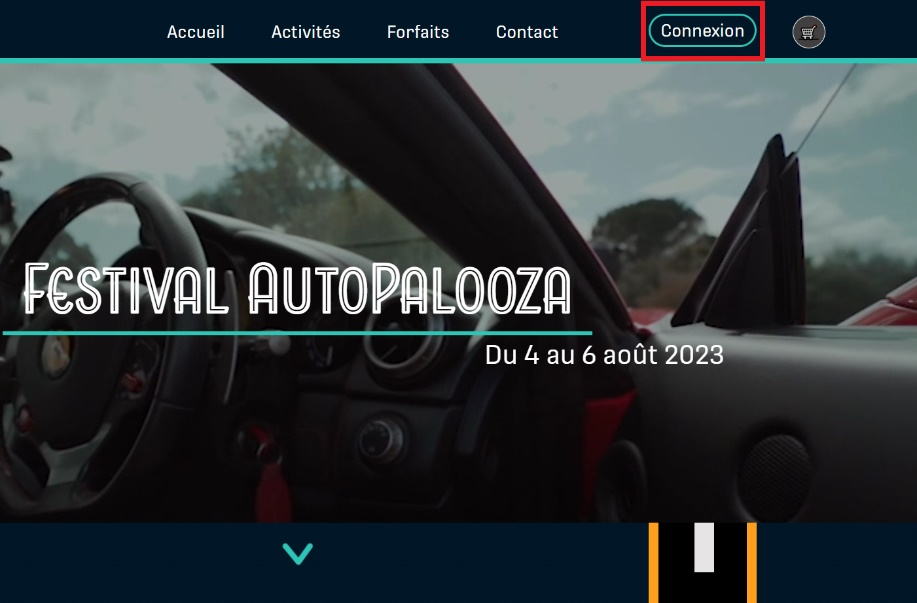 Accueil Activités Forfaits Contact Connexion
Festival AutoPalooza
Du 4 au 6 août 2023